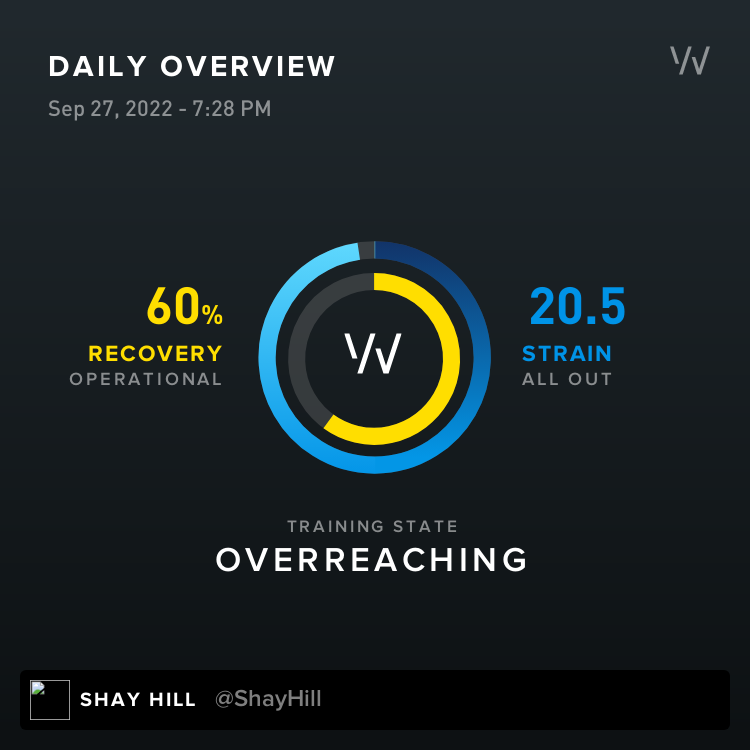 DAILY OVERVIEW
Sep 27, 2022 - 7:28 PM
60%
RECOVERY
OPERATIONAL
20.5
STRAIN
ALL OUT
TRAINING STATE
OVERREACHING
SHAY HILL @ShayHill